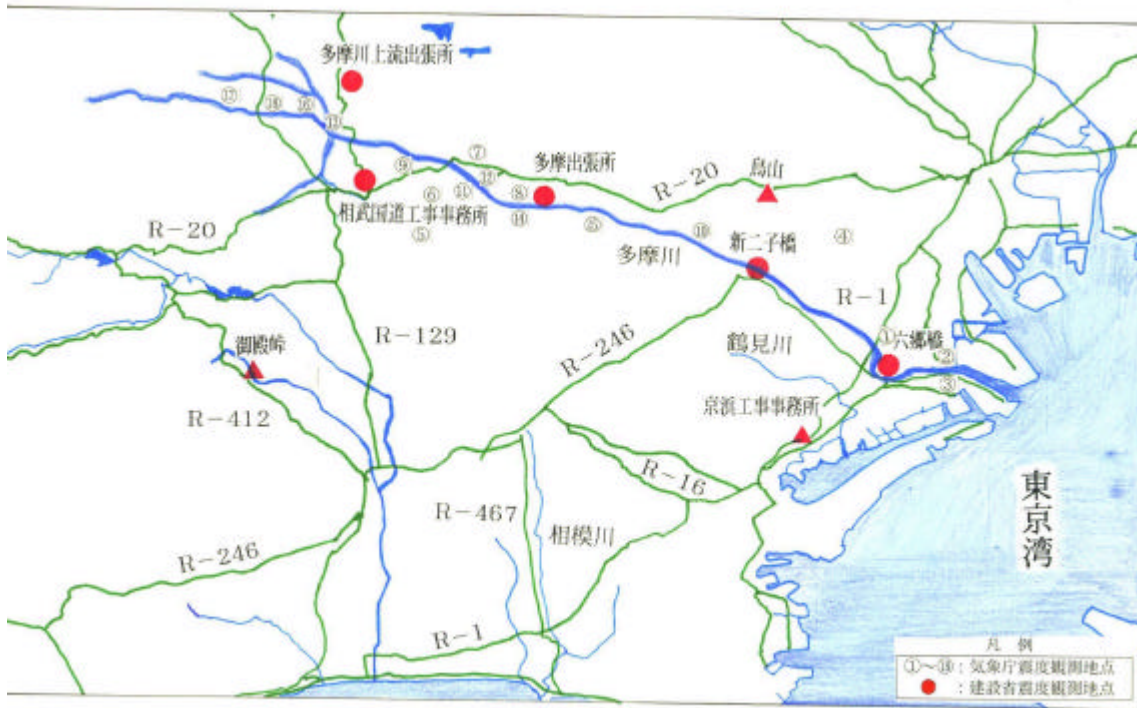 多摩川上流出張所
⑰
⑱
⑯
⑬
⑦
⑨
多摩出張所
烏山
R-20
⑥
⑪
⑫
⑧
相武国道工事事務所
⑤
⑭
⑮
⑩
④
R-20
多摩川
新二子橋
R-1
御殿峠
R-129
R-246
鶴見川
①
六郷橋
②
③
R-412
京浜工事事務所
R-16
R-467
相模川
東京湾
R-246
R-1
凡 例
①～⑱:気象庁震度観測地点
●:建設省震度観測地点